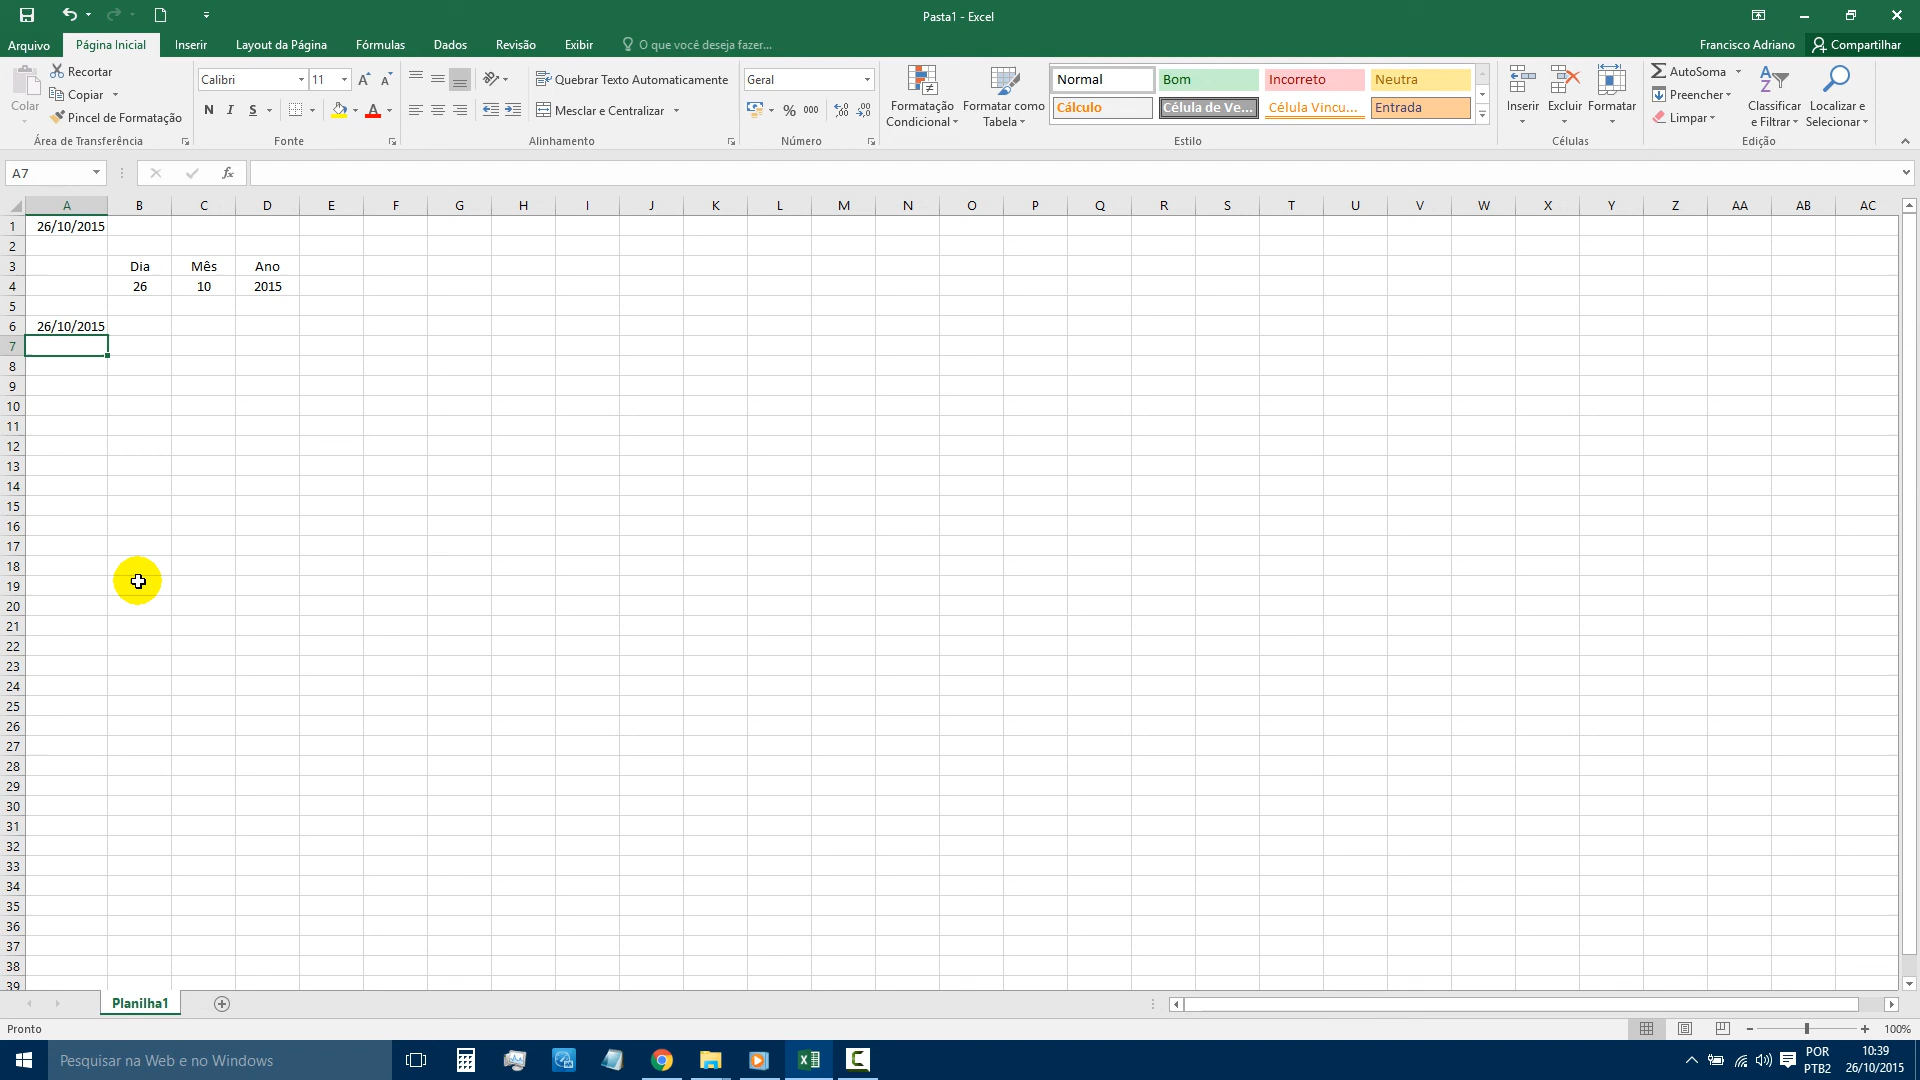 Pasta1 - Excel
Arquivo Página Inicial Inserir Layout da Página Fórmulas Dados Revisão Exibir O que você deseja fazer... Francisco Adriano Compartilhar
Colar
Recortar
Copiar
Pincel de Formatação
Área de Transferência
Calibri 11
N I S
Fonte
Quebrar Texto Automaticamente
Mesclar e Centralizar
Alinhamento
Geral
% 000
Número
Formatação Condicional
Formatar como Tabela
Normal Bom Incorreto Neutra
Cálculo Célula de Ve... Célula Vincu... Entrada
Estilo
Inserir Excluir Formatar
Células
AutoSoma
Preencher
Limpar
Classificar e Filtrar
Localizar e Selecionar
Edição
A7 fx
A B C D E F G H I J K L M N O P Q R S T U V W X Y Z AA AB AC
1 26/10/2015
2
3 Dia Mês Ano
4 26 10 2015
5
6 26/10/2015
7
8
9
10
11
12
13
14
15
16
17
18
19
20
21
22
23
24
25
26
27
28
29
30
31
32
33
34
35
36
37
38
39
Planilha1
Pronto 100%
Pesquisar na Web e no Windows
POR
PTB2
10:39
26/10/2015